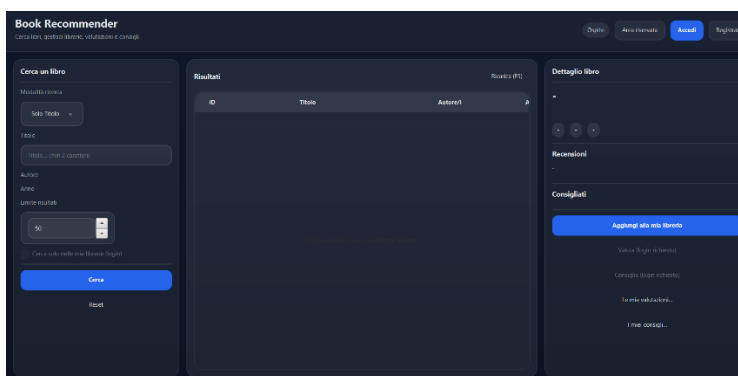 Book Recommender
Cerca libri, gestisci librerie, valutazioni e consigli
Ospite
Area riservata
Accedi
Registrat
Cerca un libro
Modalità ricerca
Solo Titolo
Titolo
Titolo... (min 2 caratteri)
Autore
Anno
Limite risultati
50
Cerca solo nelle mie librerie (login)
Cerca
Reset
Risultati
Ricarica (F5)
ID
Titolo
Autore/i
A
Dettaglio libro
-
-
-
-
Recensioni
-
Consigliati
Aggiungi alla mia libreria
Valuta (login richiesto)
Consiglia (login richiesto)
Le mie valutazioni...
I miei consigli...